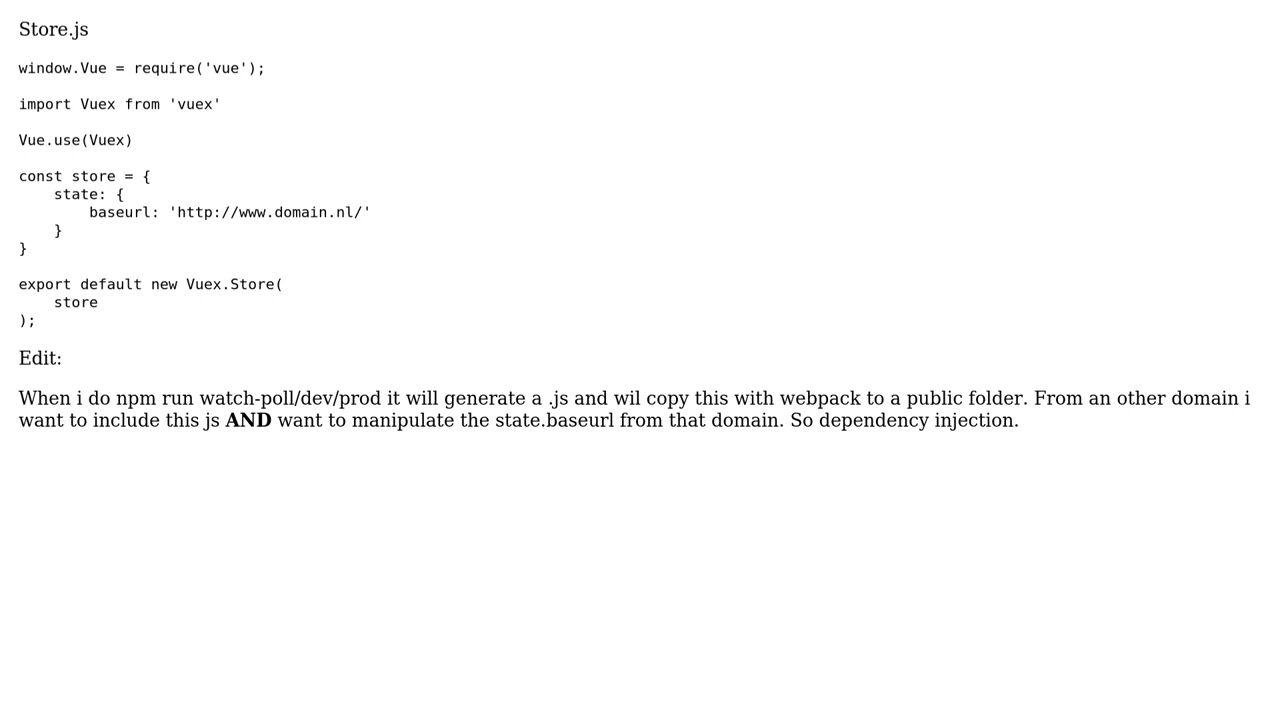 Store.js
window.Vue = require('vue');
import Vuex from 'vuex'
Vue.use(Vuex)
const store = {
    state: {
        baseurl: 'http://www.domain.nl/'
    }
}
export default new Vuex.Store(
    store
);
Edit:
When i do npm run watch-poll/dev/prod it will generate a .js and wil copy this with webpack to a public folder. From an other domain i
want to include this js AND want to manipulate the state.baseurl from that domain. So dependency injection.